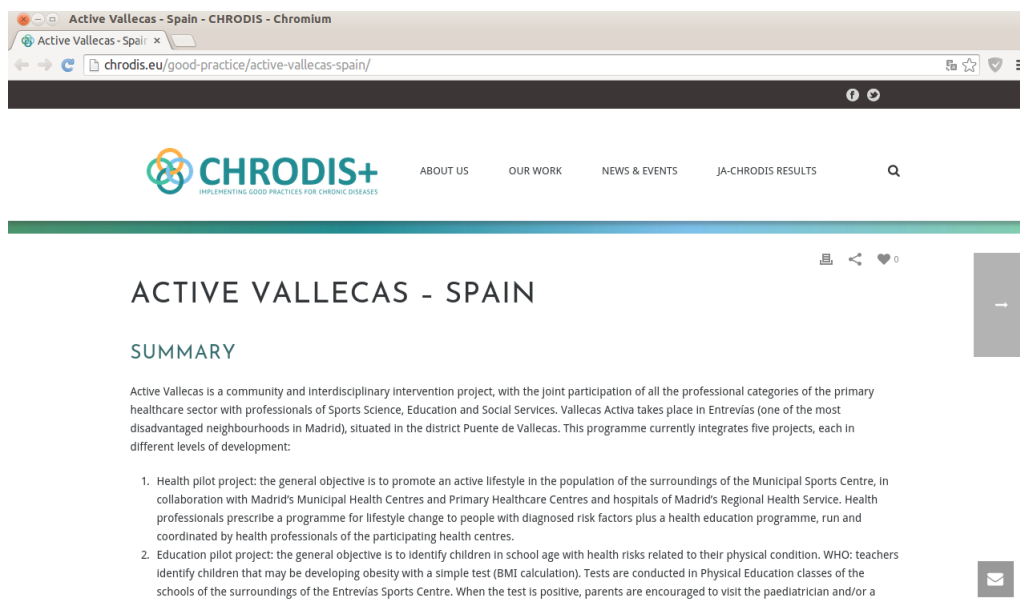 Active Vallecas - Spain - CHRODIS - Chromium
Active Vallecas - Spair
chrodis.eu/good-practice/active-vallecas-spain/
CHRODIS+
IMPLEMENTING GOOD PRACTICES FOR CHRONIC DISEASES
ABOUT US
OUR WORK
NEWS & EVENTS
JA-CHRODIS RESULTS
0
ACTIVE VALLECAS – SPAIN
SUMMARY
Active Vallecas is a community and interdisciplinary intervention project, with the joint participation of all the professional categories of the primary
healthcare sector with professionals of Sports Science, Education and Social Services. Vallecas Activa takes place in Entrevías (one of the most
disadvantaged neighbourhoods in Madrid), situated in the district Puente de Vallecas. This programme currently integrates five projects, each in
different levels of development:
1. Health pilot project: the general objective is to promote an active lifestyle in the population of the surroundings of the Municipal Sports Centre, in
collaboration with Madrid's Municipal Health Centres and Primary Healthcare Centres and hospitals of Madrid's Regional Health Service. Health
professionals prescribe a programme for lifestyle change to people with diagnosed risk factors plus a health education programme, run and
coordinated by health professionals of the participating health centres.
2. Education pilot project: the general objective is to identify children in school age with health risks related to their physical condition. WHO: teachers
identify children that may be developing obesity with a simple test (BMI calculation). Tests are conducted in Physical Education classes of the
schools of the surroundings of the Entrevías Sports Centre. When the test is positive, parents are encouraged to visit the paediatrician and/or a